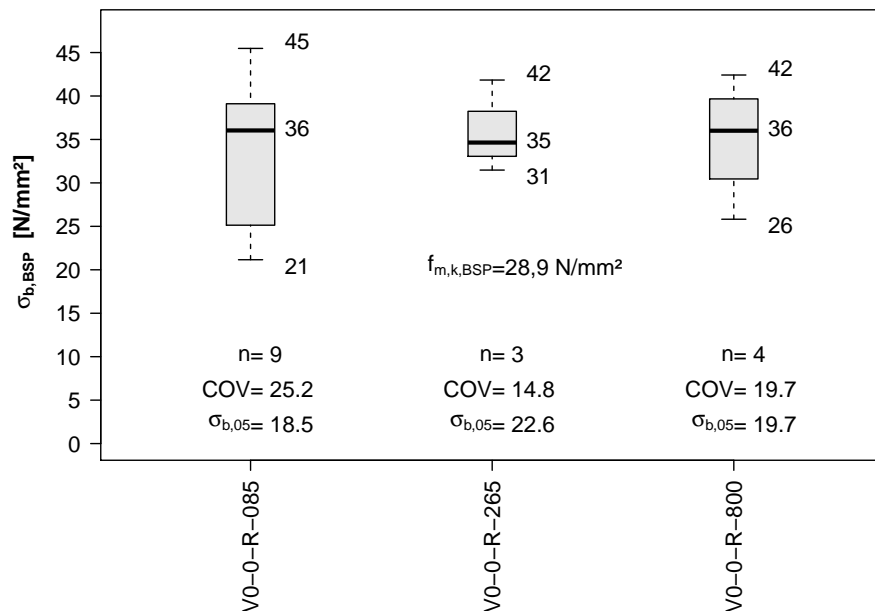 σb,BSP [N/mm²]
45
40
35
30
25
20
15
10
5
0
45
36
21
42
35
31
42
36
26
fm,k,BSP=28,9 N/mm²
n= 9
n= 3
n= 4
COV= 25.2
COV= 14.8
COV= 19.7
σb,05= 18.5
σb,05= 22.6
σb,05= 19.7
V0−0−R−085
V0−0−R−265
V0−0−R−800